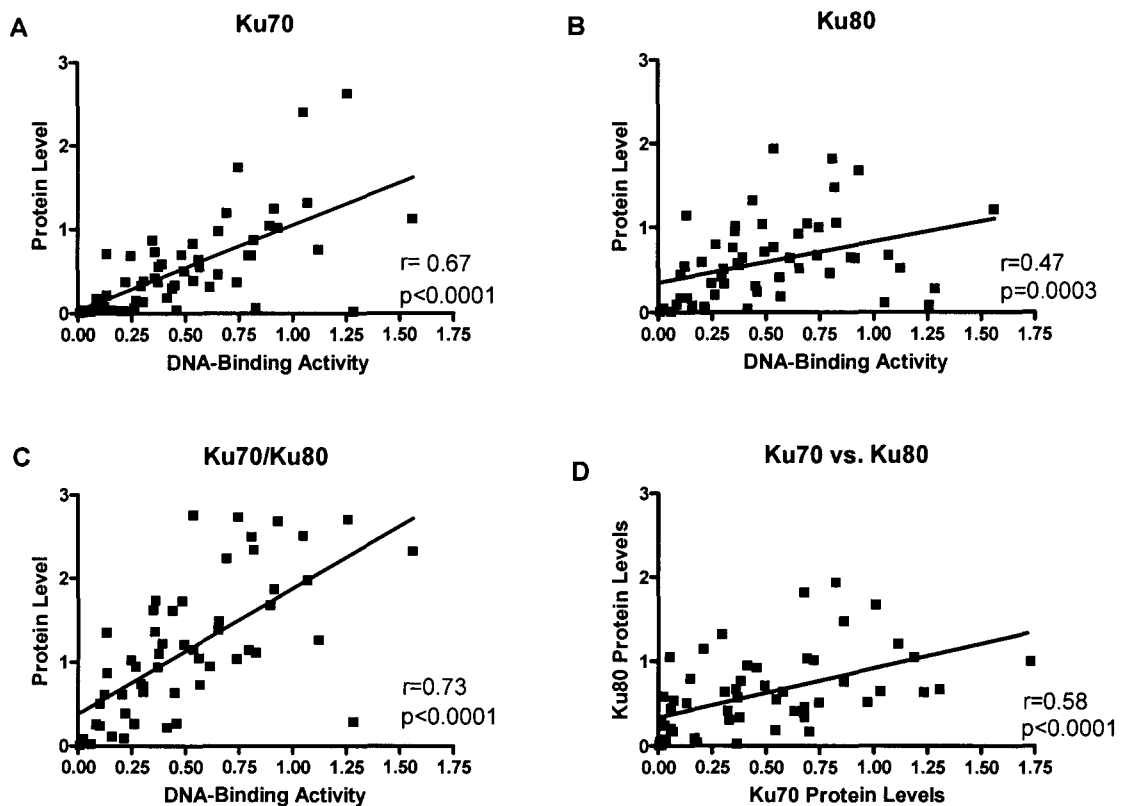 A
Ku70
Protein Level
3
2
1
0
0.00 0.25 0.50 0.75 1.00 1.25 1.50 1.75
DNA-Binding Activity
r= 0.67
p<0.0001
B
Ku80
Protein Level
3
2
1
0
0.00 0.25 0.50 0.75 1.00 1.25 1.50 1.75
DNA-Binding Activity
r=0.47
p=0.0003
C
Ku70/Ku80
Protein Level
3
2
1
0
0.00 0.25 0.50 0.75 1.00 1.25 1.50 1.75
DNA-Binding Activity
r=0.73
p<0.0001
D
Ku70 vs. Ku80
Ku80 Protein Levels
3
2
1
0
0.00 0.25 0.50 0.75 1.00 1.25 1.50 1.75
Ku70 Protein Levels
r=0.58
p<0.0001